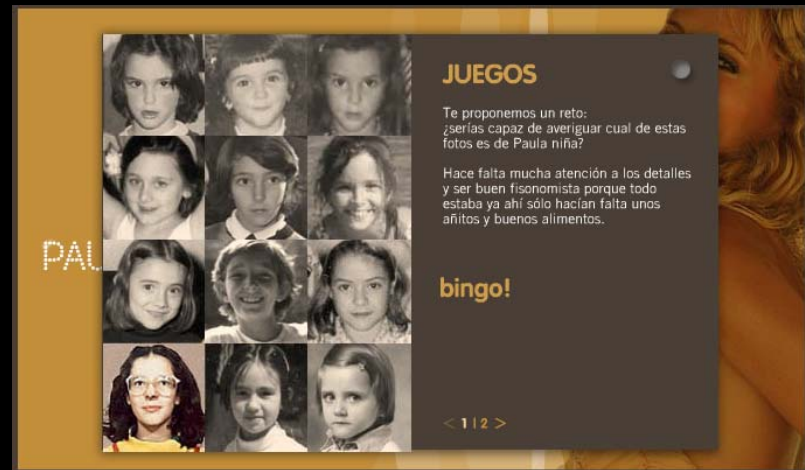 JUEGOS
Te proponemos un reto:
¿serías capaz de averiguar cual de estas
fotos es de Paula niña?
Hace falta mucha atención a los detalles
y ser buen fisonomista porque todo
estaba ya ahí sólo hacían falta unos
añitos y buenos alimentos.
PAU
bingo!
< 1 | 2 >